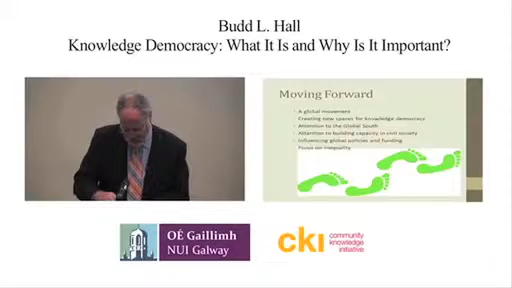 Budd L. Hall
Knowledge Democracy: What It Is and Why Is It Important?
Moving Forward
A global movement
Creating new spaces for knowledge democracy
Attention to the Global South
Attention to building capacity in civil society
Influencing global policies and funding
Focus on inequality
OÉ Gaillimh
NUI Galway
cki
community
knowledge
initiative